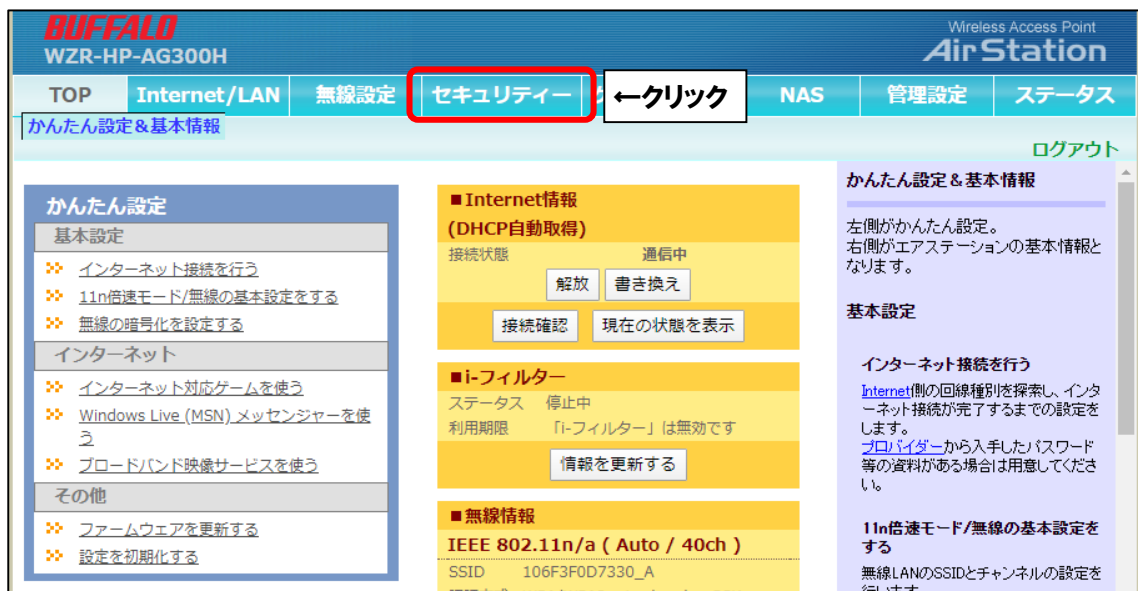 BUFFALO
WZR-HP-AG300H
Wireless Access Point
AirStation
TOP Internet/LAN 無線設定 セキュリティー ←クリック NAS 管理設定 ステータス
かんたん設定&基本情報
ログアウト
かんたん設定
基本設定
インターネット接続を行う
11n倍速モード/無線の基本設定をする
無線の暗号化を設定する
インターネット
インターネット対応ゲームを使う
Windows Live (MSN) メッセンジャーを使
う
ブロードバンド映像サービスを使う
その他
ファームウェアを更新する
設定を初期化する
■Internet情報
(DHCP自動取得)
接続状態 通信中
解放 書き換え
接続確認 現在の状態を表示
■i-フィルター
ステータス 停止中
利用期限 「i-フィルター」は無効です
情報を更新する
■無線情報
IEEE 802.11n/a ( Auto / 40ch )
SSID 106F3F0D7330_A
かんたん設定&基本情報
左側がかんたん設定。
右側がエアステーションの基本情報と
なります。
基本設定
インターネット接続を行う
Internet側の回線種別を探索し、インタ
ーネット接続が完了するまでの設定を
します。
プロバイダーから入手したパスワード
等の資料がある場合は用意してくださ
い。
11n倍速モード/無線の基本設定を
する
無線LANのSSIDとチャンネルの設定を
行います。